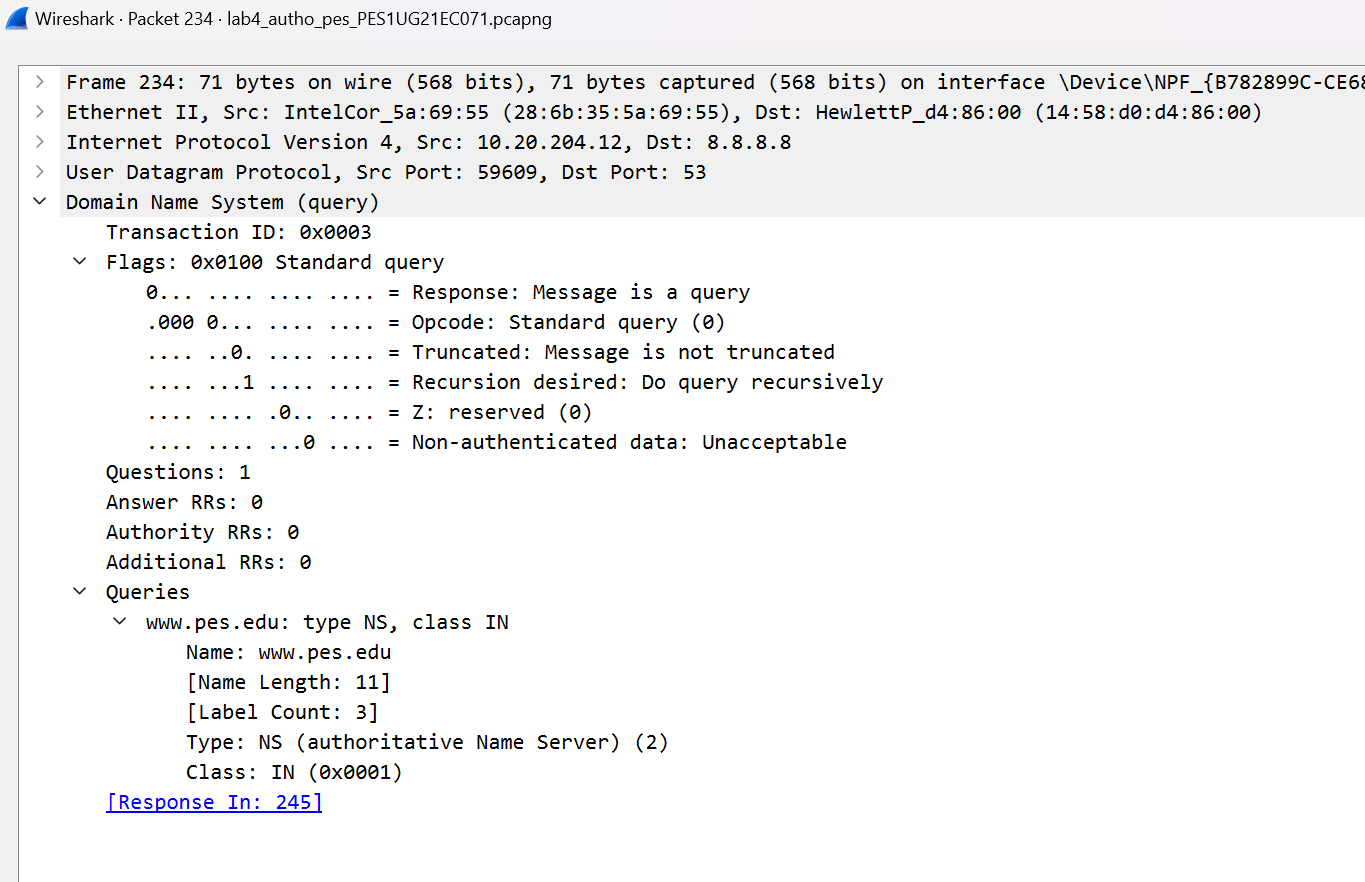 Wireshark · Packet 234 · lab4_autho_pes_PES1UG21EC071.pcapng
Frame 234: 71 bytes on wire (568 bits), 71 bytes captured (568 bits) on interface \Device\NPF_{B782899C-CE68
Ethernet II, Src: IntelCor_5a:69:55 (28:6b:35:5a:69:55), Dst: HewlettP_d4:86:00 (14:58:d0:d4:86:00)
Internet Protocol Version 4, Src: 10.20.204.12, Dst: 8.8.8.8
User Datagram Protocol, Src Port: 59609, Dst Port: 53
Domain Name System (query)
Transaction ID: 0x0003
Flags: 0x0100 Standard query
0... .... .... .... = Response: Message is a query
.000 0... .... .... = Opcode: Standard query (0)
.... ..0. .... .... = Truncated: Message is not truncated
.... ...1 .... .... = Recursion desired: Do query recursively
.... .... .0.. .... = Z: reserved (0)
.... .... ...0 .... = Non-authenticated data: Unacceptable
Questions: 1
Answer RRs: 0
Authority RRs: 0
Additional RRs: 0
Queries
www.pes.edu: type NS, class IN
Name: www.pes.edu
[Name Length: 11]
[Label Count: 3]
Type: NS (authoritative Name Server) (2)
Class: IN (0x0001)
[Response In: 245]